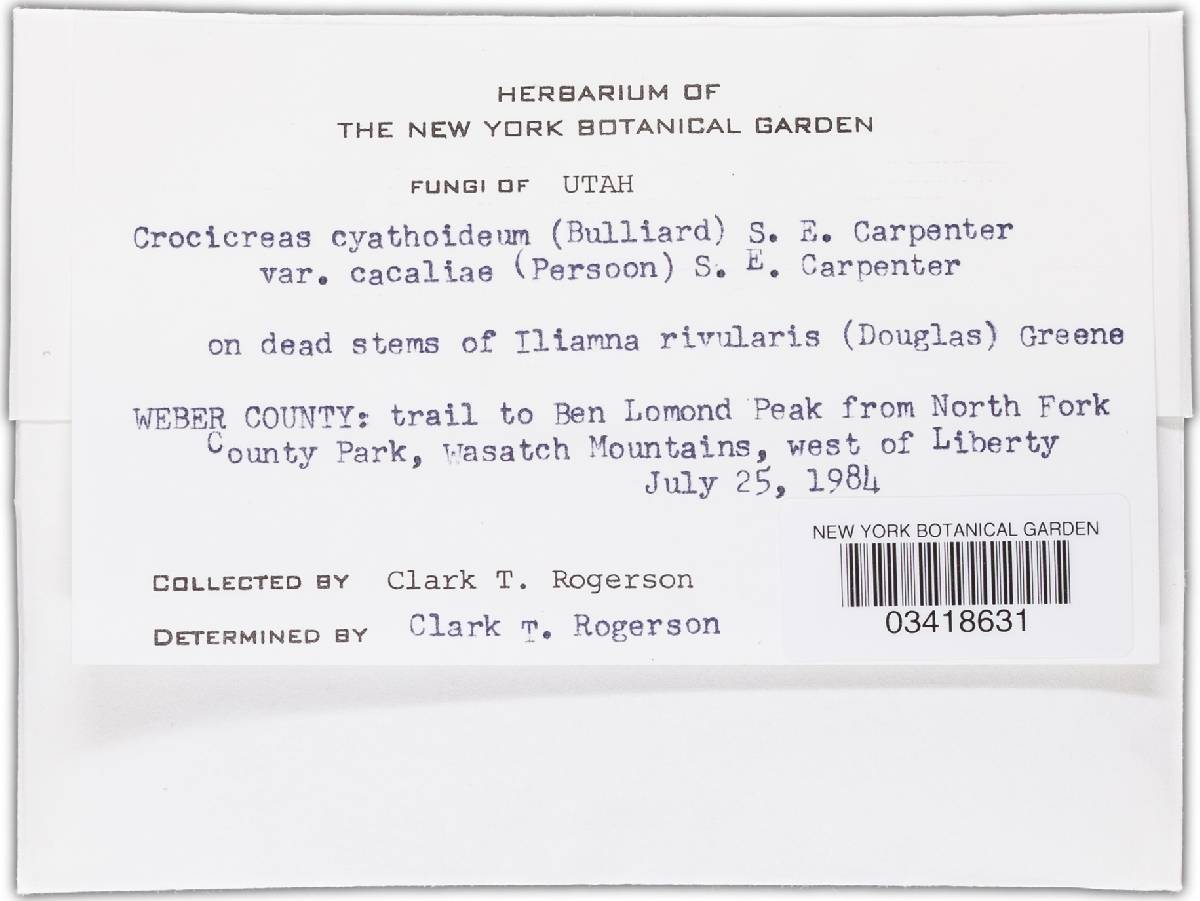 HERBARIUM OF
THE NEW YORK BOTANICAL GARDEN
FUNGI OF UTAH
Crocicreas cyathoideum (Bulliard) S. E. Carpenter
var. cacaliae (Persoon) S. E. Carpenter
on dead stems of Iliamna rivularis (Douglas) Greene
WEBER COUNTY: trail to Ben Lomond Peak from North Fork
County Park, Wasatch Mountains, west of Liberty
July 25, 1984
NEW YORK BOTANICAL GARDEN
03418631
COLLECTED BY Clark T. Rogerson
DETERMINED BY Clark T. Rogerson